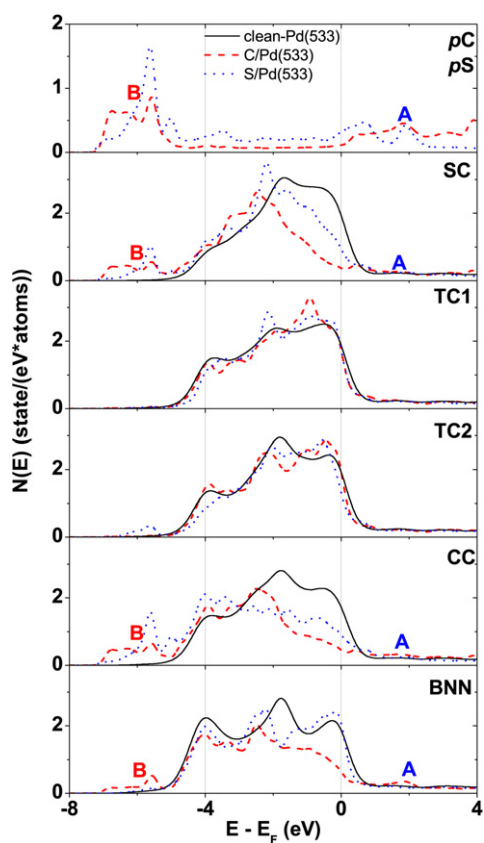 2
clean-Pd(533)
pC
C/Pd(533)
pS
S/Pd(533)
B
1
A
0
SC
2
B
A
0
TC1
2
0
TC2
2
0
CC
2
B
A
0
BNN
2
B
A
0
-8
-4
0
4
N(E) (state/(eV*atoms))
E - E_F (eV)